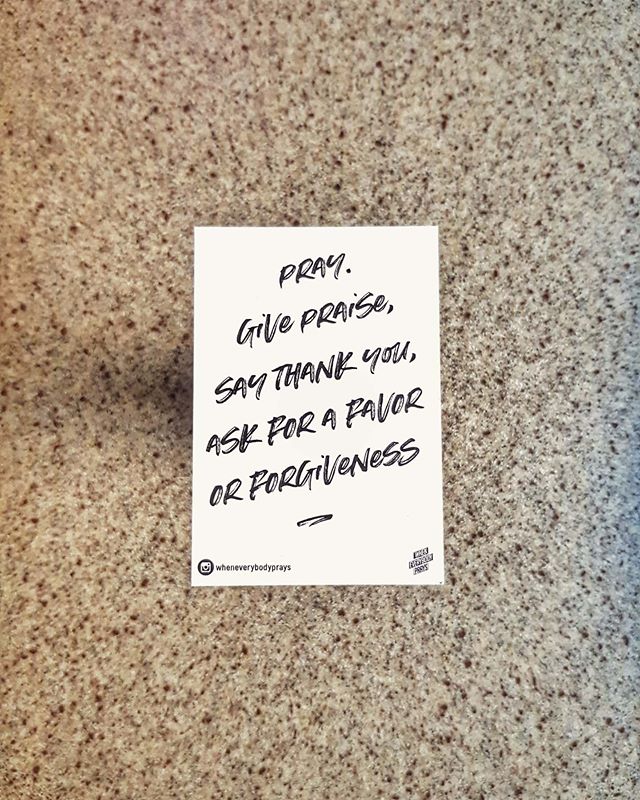 PRAY.
GiVe PRAiSe,
SAY THANK YOU,
ASK FOR A FAVOR
OR FORGiVeNeSS
wheneverybodyprays
WHEN
EVERYBODY
PRAYS